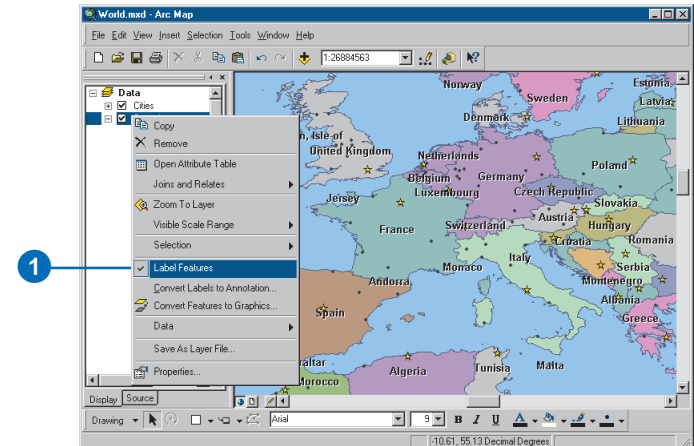 World.mxd - Arc Map
File Edit View Insert Selection Tools Window Help
1:26884563
Data
Cities
Copy
Remove
Open Attribute Table
Joins and Relates
Zoom To Layer
Visible Scale Range
Selection
Label Features
Convert Labels to Annotation...
Convert Features to Graphics...
Data
Save As Layer File...
Properties...
1
Norway
Sweden
Estonia
Latvia
Denmark
Lithuania
n, Isle of
United Kingdom
Netherlands
Poland
Belgium
Germany
Luxembourg
Czech Republic
Jersey
Slovakia
Austria
France
Switzerland
Hungary
Croatia
Romania
Italy
Monaco
Serbia
Andorra
Montenegro
Albania
Spain
Greece
raltar
Algeria
Tunisia
Malta
Morocco
Display Source
Drawing
Arial
9
B I U A
-10.61, 55.13 Decimal Degrees